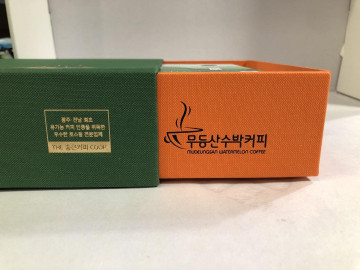 광주·전남 최초
유기농 커피 인증을 취득한
우수한 로스팅 전문업체
THE 좋은커피 COOP
무등산수박커피
MUDEUNGSAN WATERMELON COFFEE